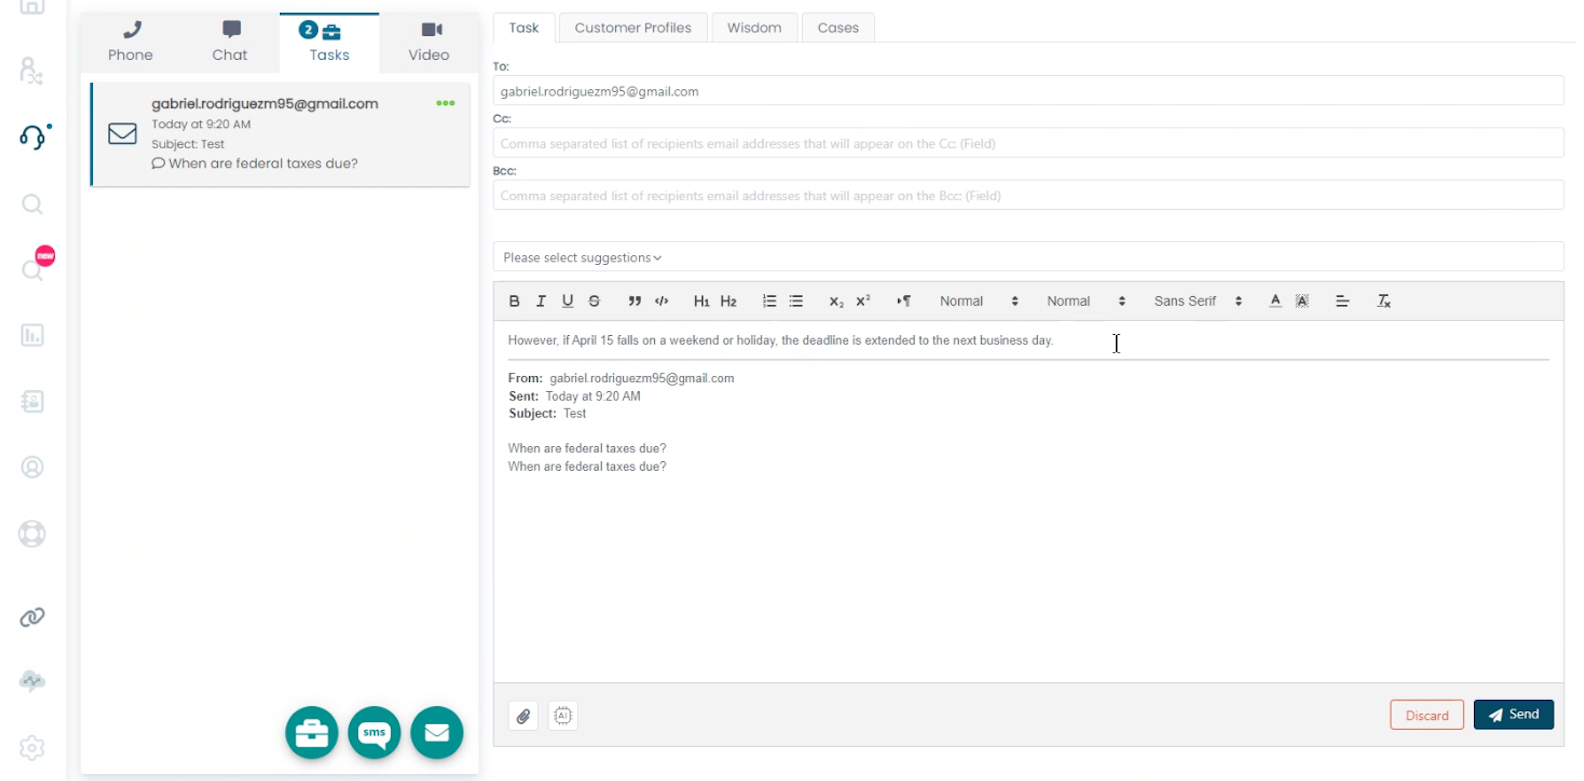 Phone
Chat
2
Tasks
Video
gabriel.rodriguezm95@gmail.com
Today at 9:20 AM
Subject: Test
When are federal taxes due?
new
sms
Task
Customer Profiles
Wisdom
Cases
To:
gabriel.rodriguezm95@gmail.com
Cc:
Comma separated list of recipients email addresses that will appear on the Cc: (Field)
Bcc:
Comma separated list of recipients email addresses that will appear on the Bcc: (Field)
Please select suggestions
B I U S H1 H2 X2 X² Normal Normal Sans Serif A A Tx
However, if April 15 falls on a weekend or holiday, the deadline is extended to the next business day.
From: gabriel.rodriguezm95@gmail.com
Sent: Today at 9:20 AM
Subject: Test
When are federal taxes due?
When are federal taxes due?
AI
Discard
Send